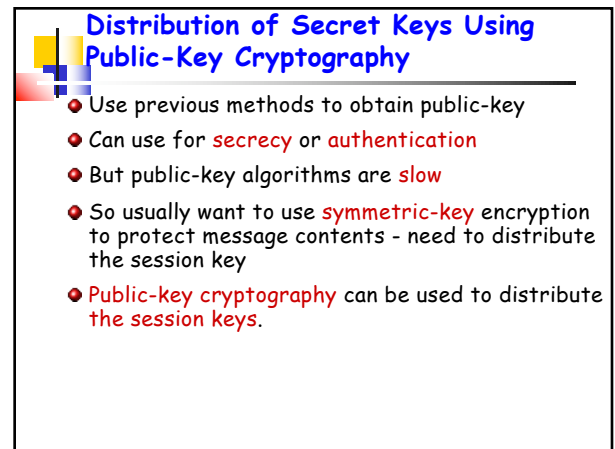 Distribution of Secret Keys Using
Public-Key Cryptography
Use previous methods to obtain public-key
Can use for secrecy or authentication
But public-key algorithms are slow
So usually want to use symmetric-key encryption
to protect message contents - need to distribute
the session key
Public-key cryptography can be used to distribute
the session keys.